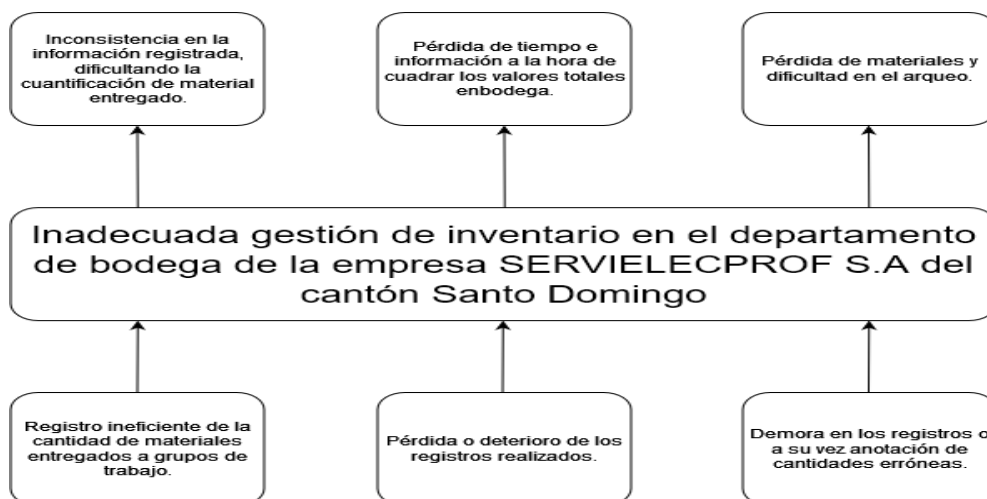 Inconsistencia en la
información registrada,
dificultando la
cuantificación de material
entregado.
Pérdida de tiempo e
información a la hora de
cuadrar los valores totales
enbodega.
Pérdida de materiales y
dificultad en el arqueo.
Inadecuada gestión de inventario en el departamento
de bodega de la empresa SERVIELECPROF S.A del
cantón Santo Domingo
Registro ineficiente de la
cantidad de materiales
entregados a grupos de
trabajo.
Pérdida o deterioro de los
registros realizados.
Demora en los registros o
a su vez anotación de
cantidades erróneas.